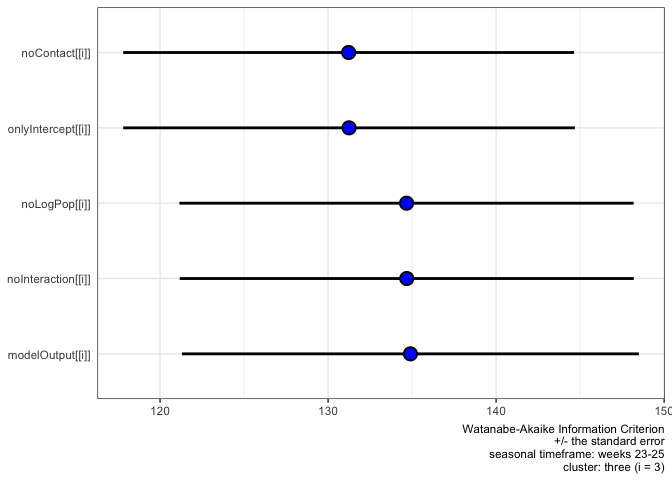 noContact[[i]]
onlyIntercept[[i]]
noLogPop[[i]]
noInteraction[[i]]
modelOutput[[i]]
120 130 140 150
Watanabe-Akaike Information Criterion
+/- the standard error
seasonal timeframe: weeks 23-25
cluster: three (i = 3)